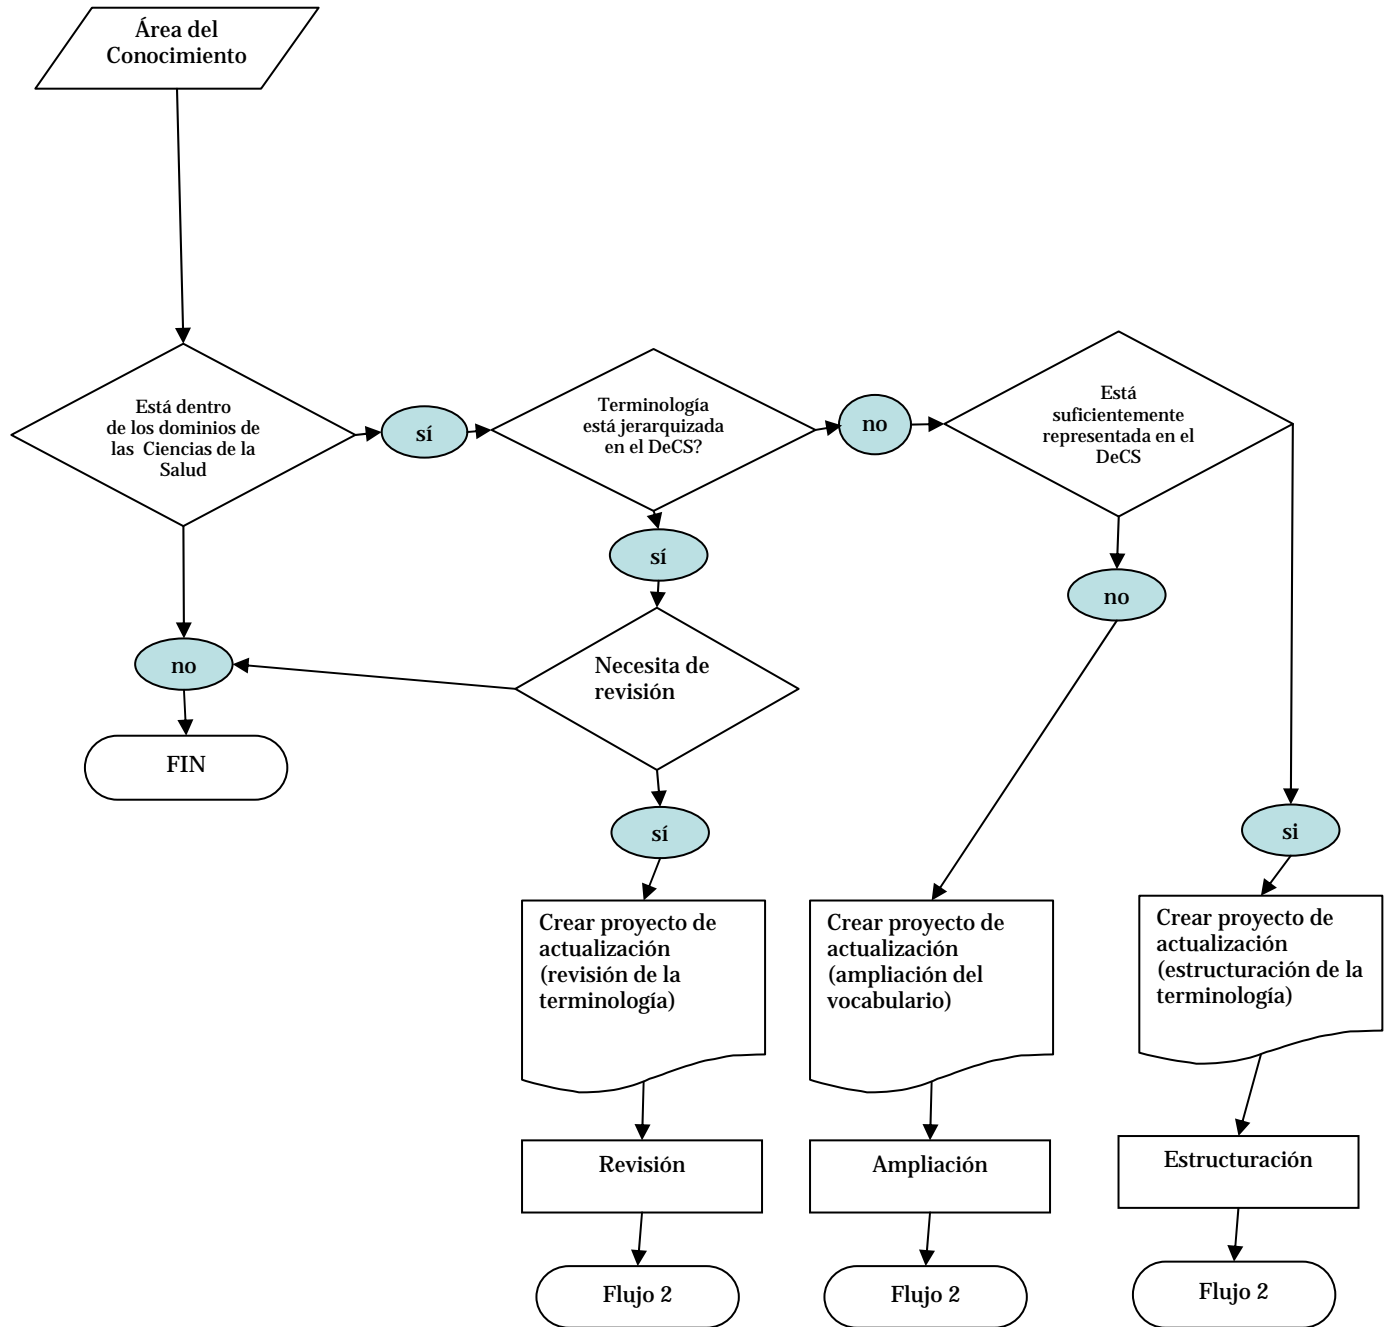 Área del
Conocimiento
Está dentro
de los dominios de
las Ciencias de la
Salud
sí
Terminología
está jerarquizada
en el DeCS?
no
Está
suficientemente
representada en el
DeCS
sí
no
no
Necesita de
revisión
FIN
sí
si
Crear proyecto de
actualización
(revisión de la
terminología)
Crear proyecto de
actualización
(ampliación del
vocabulario)
Crear proyecto de
actualización
(estructuración de la
terminología)
Revisión
Ampliación
Estructuración
Flujo 2
Flujo 2
Flujo 2